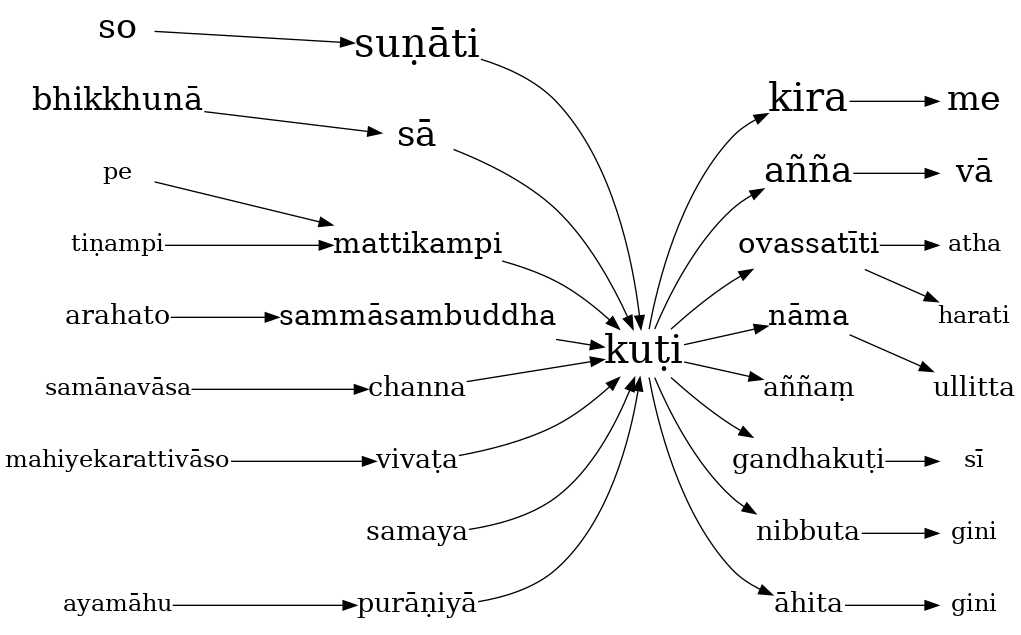 so
suṇāti
bhikkhunā
sā
kira
me
pe
añña
vā
tiṇampi
mattikampi
ovassatīti
atha
arahato
sammāsambuddha
nāma
harati
kuṭi
samānavāsa
channa
aññaṃ
ullitta
mahiyekarattivāso
vivaṭa
gandhakuṭi
sī
samaya
nibbuta
gini
ayamāhu
purāṇiyā
āhita
gini